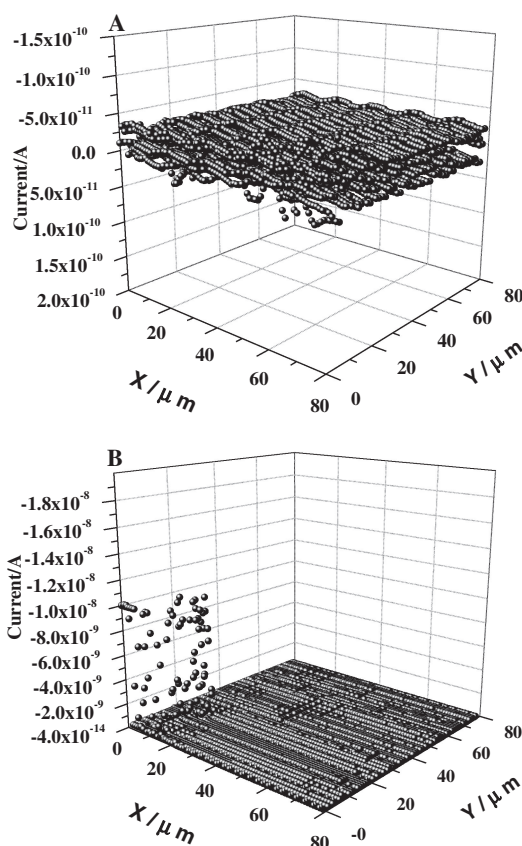 A
-1.5x10⁻¹⁰
-1.0x10⁻¹⁰
-5.0x10⁻¹¹
0.0
5.0x10⁻¹¹
1.0x10⁻¹⁰
1.5x10⁻¹⁰
2.0x10⁻¹⁰
Current/A
0
20
40
60
80
X / μ m
0
20
40
60
80
Y / μ m
B
-1.8x10⁻⁸
-1.6x10⁻⁸
-1.4x10⁻⁸
-1.2x10⁻⁸
-1.0x10⁻⁸
-8.0x10⁻⁹
-6.0x10⁻⁹
-4.0x10⁻⁹
-2.0x10⁻⁹
-4.0x10⁻¹⁴
Current/A
0
20
40
60
80
X / μ m
-0
20
40
60
80
Y / μ m